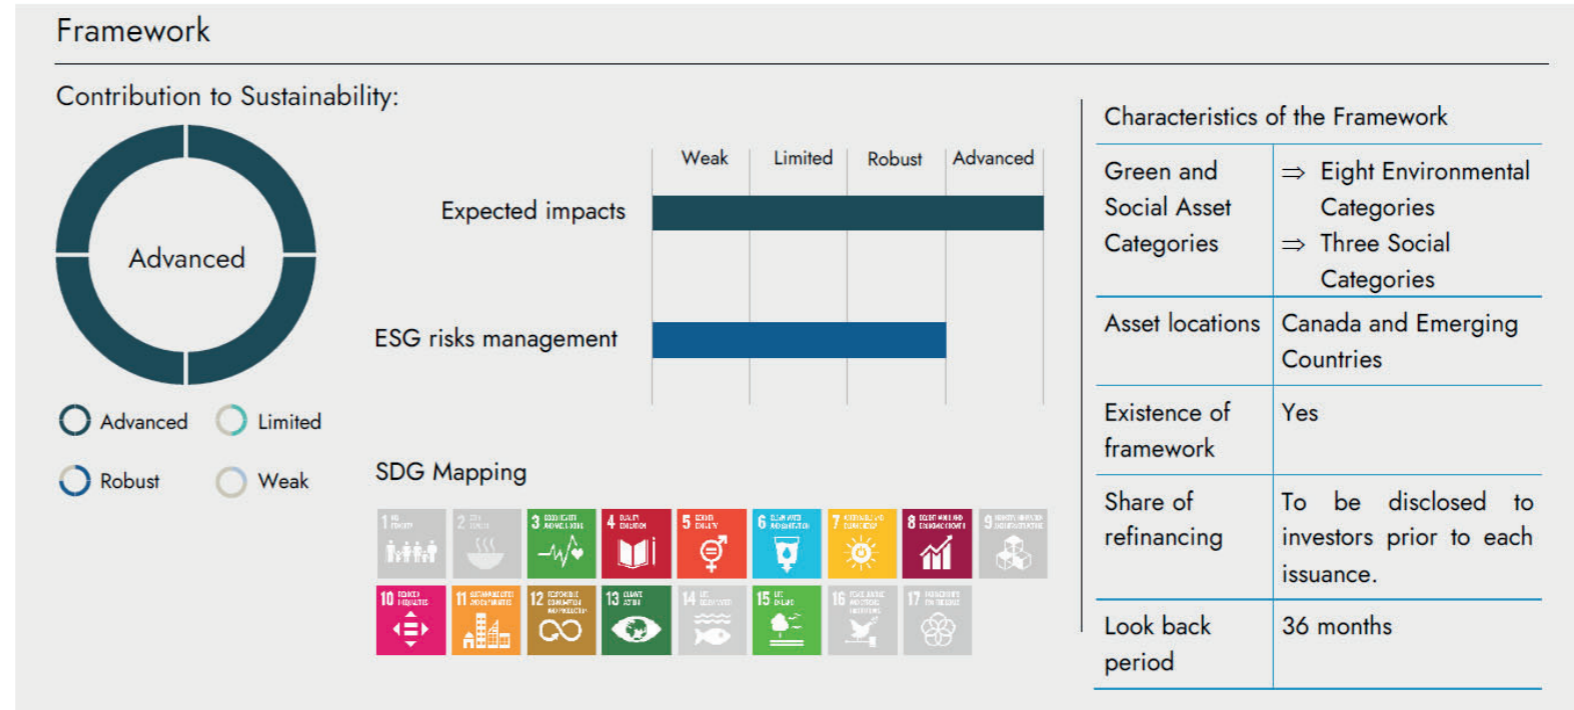 Framework
Contribution to Sustainability:
Advanced
Advanced
Limited
Robust
Weak
Weak
Limited
Robust
Advanced
Expected impacts
ESG risks management
SDG Mapping
1
2
3
4
5
6
7
8
9
10
11
12
13
14
15
16
17
Characteristics of the Framework
Green and
Social Asset
Categories
⇒ Eight Environmental
Categories
⇒ Three Social
Categories
Asset locations
Canada and Emerging
Countries
Existence of
framework
Yes
Share of
refinancing
To be disclosed to
investors prior to each
issuance.
Look back
period
36 months